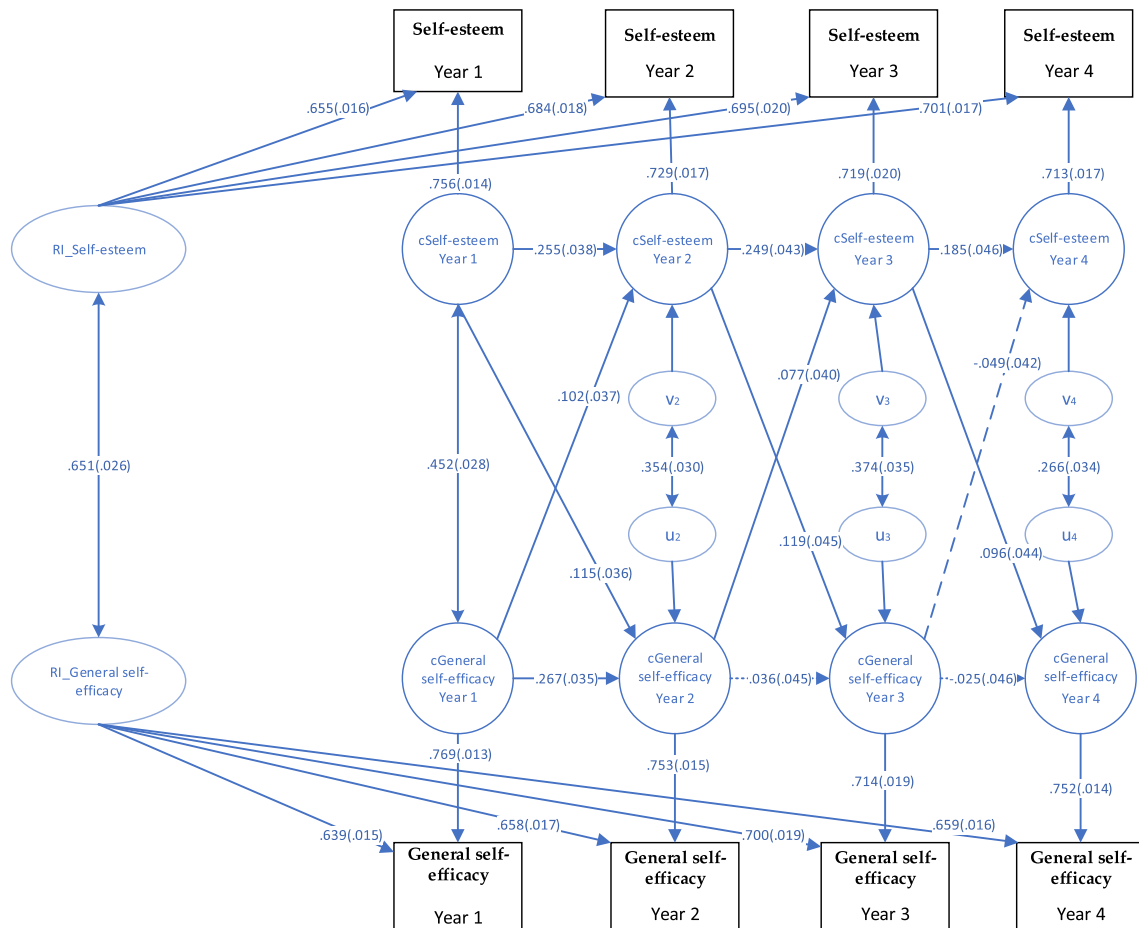 Self-esteem
Year 1
Self-esteem
Year 2
Self-esteem
Year 3
Self-esteem
Year 4
.655(.016)
.684(.018)
.695(.020)
.701(.017)
.756(.014)
.729(.017)
.719(.020)
.713(.017)
RI_Self-esteem
cSelf-esteem
Year 1
.255(.038)
cSelf-esteem
Year 2
.249(.043)
cSelf-esteem
Year 3
.185(.046)
cSelf-esteem
Year 4
-.049(.042)
.077(.040)
.102(.037)
v2
v3
v4
.651(.026)
.452(.028)
.354(.030)
.374(.035)
.266(.034)
u2
u3
u4
.119(.045)
.096(.044)
.115(.036)
RI_General self-
efficacy
cGeneral
self-efficacy
Year 1
.267(.035)
cGeneral
self-efficacy
Year 2
.036(.045)
cGeneral
self-efficacy
Year 3
-.025(.046)
cGeneral
self-efficacy
Year 4
.769(.013)
.753(.015)
.714(.019)
.752(.014)
.639(.015)
.658(.017)
.700(.019)
.659(.016)
General self-
efficacy
Year 1
General self-
efficacy
Year 2
General self-
efficacy
Year 3
General self-
efficacy
Year 4